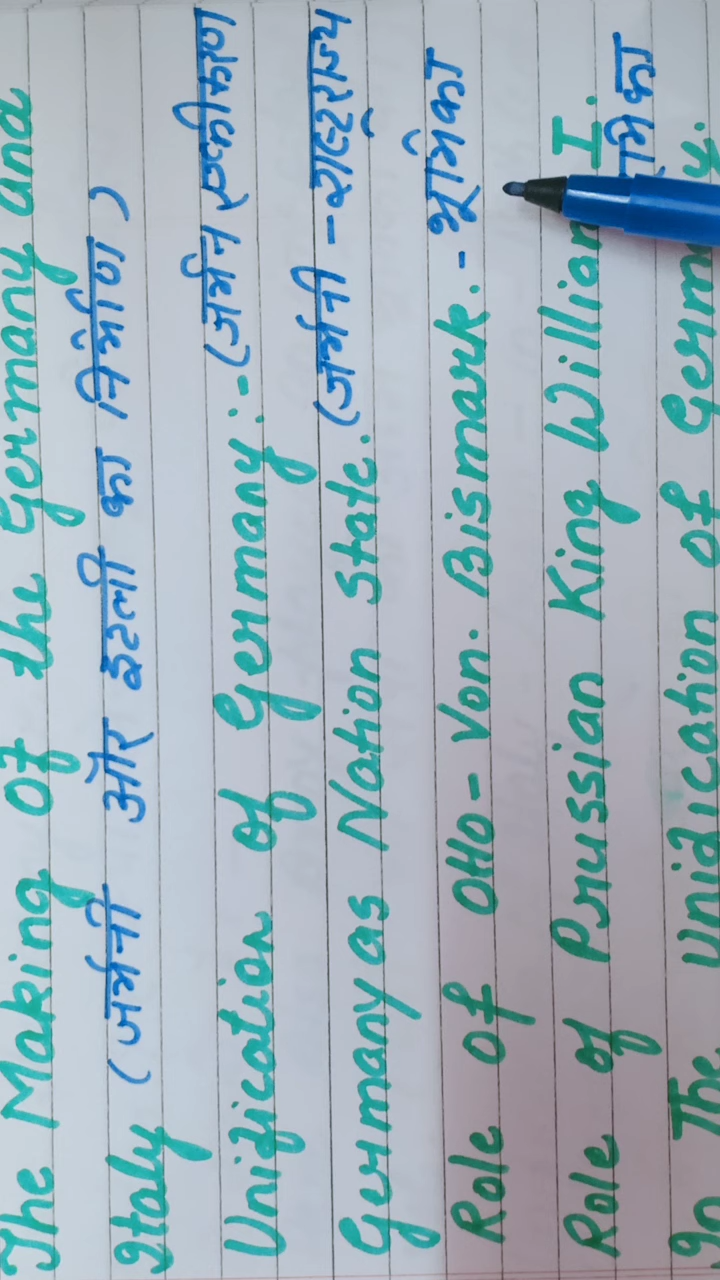 The Making of the Germany and
Italy (जर्मनी और इटली का निर्माण)
Unification of Germany :- (जर्मन एकीकरण
Germany as Nation State. (जर्मनी - राष्ट्रराज्य
Role of Otto - Von. Bismark. - भूमिका
Role of Prussian King William I.
In The Unification of Germany.